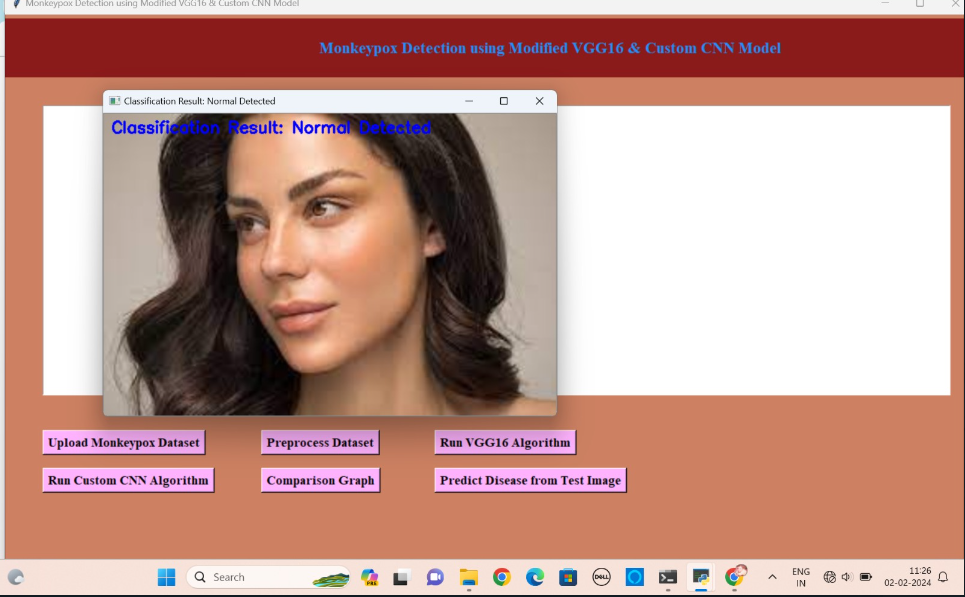 Monkeypox Detection using Modified VGG16 & Custom CNN Model
Monkeypox Detection using Modified VGG16 & Custom CNN Model
Classification Result: Normal Detected
Classification Result: Normal Detected
Upload Monkeypox Dataset
Preprocess Dataset
Run VGG16 Algorithm
Run Custom CNN Algorithm
Comparison Graph
Predict Disease from Test Image
Search
PRE
DELL
ENG
IN
11:26
02-02-2024